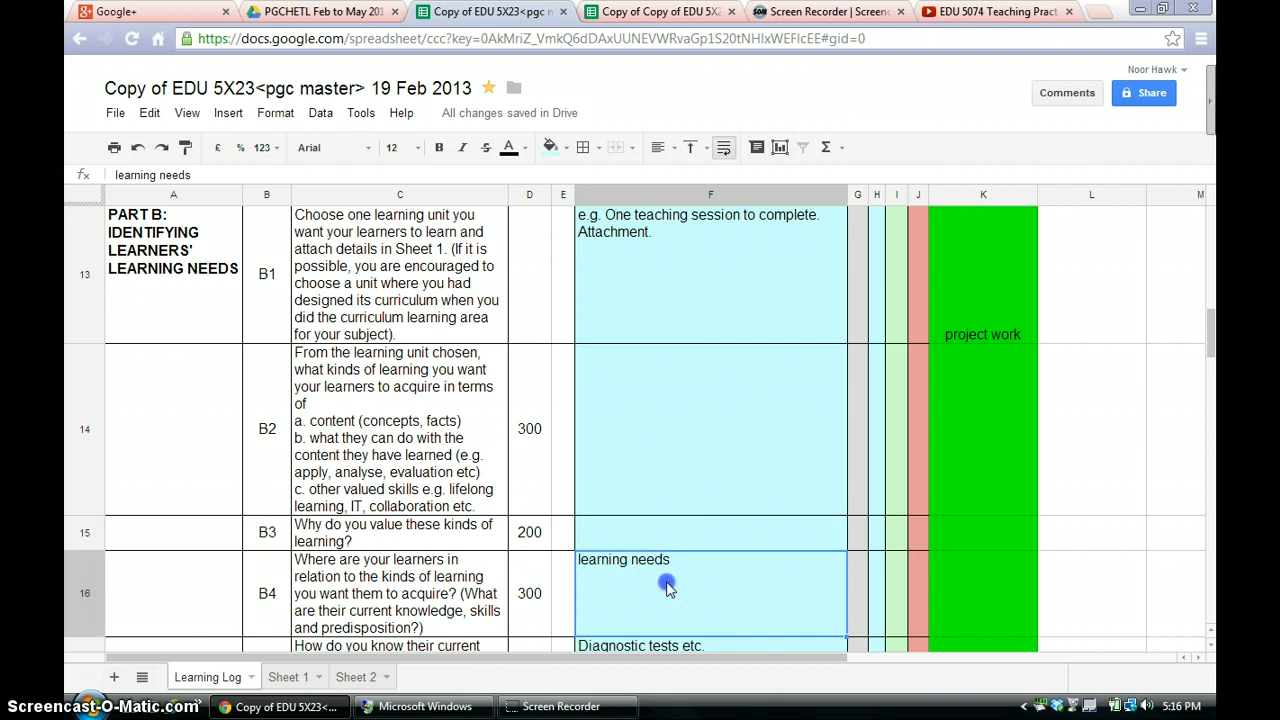 Google+
PGCHETL Feb to May 201
Copy of EDU 5X23<pgc n
Copy of Copy of EDU 5X2
Screen Recorder | Screenc
EDU 5074 Teaching Pract
https://docs.google.com/spreadsheet/ccc?key=0AkMriZ_VmkQ6dDAxUUNEVWRvaGp1S20tNHIxWEFIcEE#gid=0
Noor Hawk
Copy of EDU 5X23<pgc master> 19 Feb 2013
Comments
Share
File Edit View Insert Format Data Tools Help All changes saved in Drive
£ % 123 Arial 12 B I S A Σ
fx learning needs
A B C D E F G H I J K L M
13
PART B:
IDENTIFYING
LEARNERS'
LEARNING NEEDS
B1
Choose one learning unit you
want your learners to learn and
attach details in Sheet 1. (If it is
possible, you are encouraged to
choose a unit where you had
designed its curriculum when you
did the curriculum learning area
for your subject).
e.g. One teaching session to complete.
Attachment.
project work
14
B2
From the learning unit chosen,
what kinds of learning you want
your learners to acquire in terms
of
a. content (concepts, facts)
b. what they can do with the
content they have learned (e.g.
apply, analyse, evaluation etc)
c. other valued skills e.g. lifelong
learning, IT, collaboration etc.
300
15
B3
Why do you value these kinds of
learning?
200
16
B4
Where are your learners in
relation to the kinds of learning
you want them to acquire? (What
are their current knowledge, skills
and predisposition?)
300
learning needs
How do you know their current
Diagnostic tests etc.
Learning Log Sheet 1 Sheet 2
Screencast-O-Matic.com
Copy of EDU 5X23<...
Microsoft Windows
Screen Recorder
5:16 PM